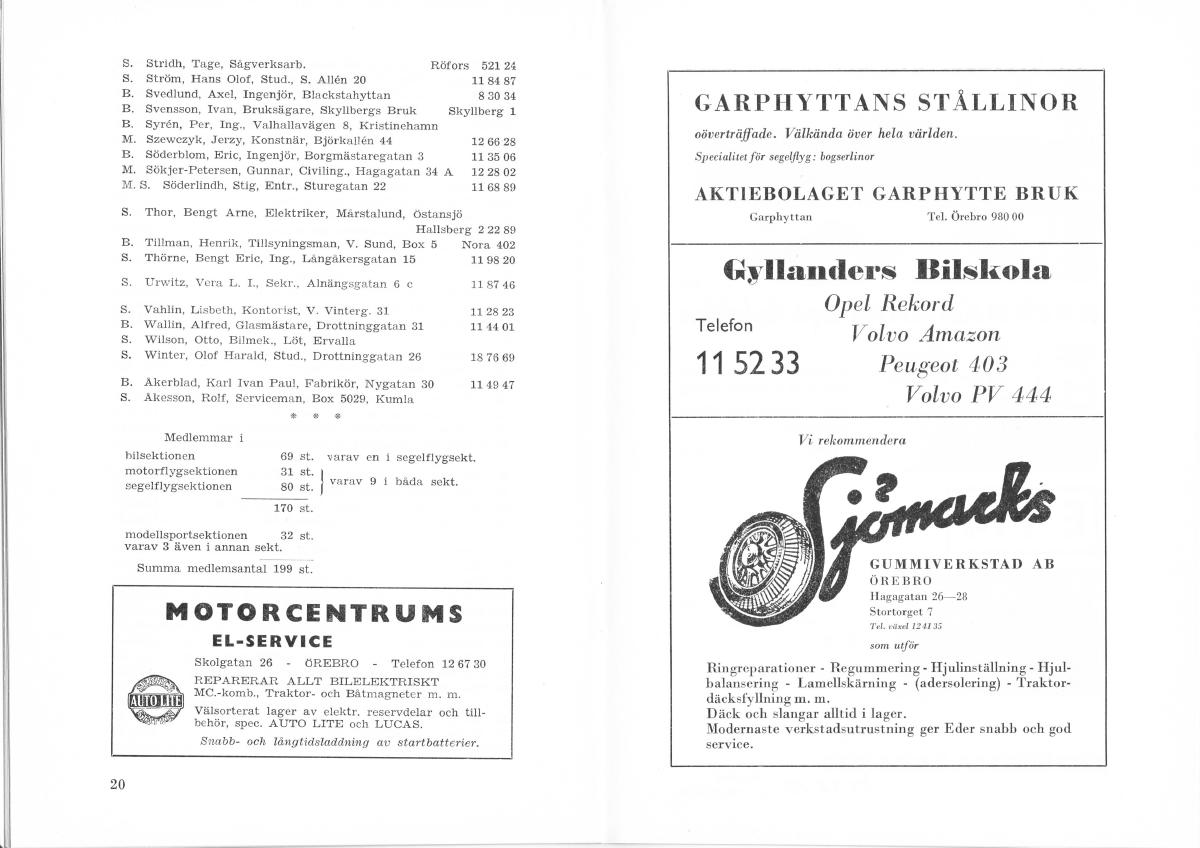 S. Stridh, Tage, Sågverksarb. Röfors 521 24
S. Ström, Hans Olof, Stud., S. Allén 20 11 84 87
B. Svedlund, Axel, Ingenjör, Blackstahyttan 8 30 34
B. Svensson, Ivan, Bruksägare, Skyllbergs Bruk Skyllberg 1
B. Syrén, Per, Ing., Valhallavägen 8, Kristinehamn
M. Szewczyk, Jerzy, Konstnär, Björkallén 44 12 66 28
B. Söderblom, Eric, Ingenjör, Borgmästaregatan 3 11 35 06
M. Sökjer-Petersen, Gunnar, Civiling., Hagagatan 34 A 12 28 02
M. S. Söderlindh, Stig, Entr., Sturegatan 22 11 68 89
S. Thor, Bengt Arne, Elektriker, Mårstalund, Östansjö
Hallsberg 2 22 89
B. Tillman, Henrik, Tillsyningsman, V. Sund, Box 5 Nora 402
S. Thörne, Bengt Eric, Ing., Långåkersgatan 15 11 98 20
S. Urwitz, Vera L. I., Sekr., Alnängsgatan 6 c 11 87 46
S. Vahlin, Lisbeth, Kontorist, V. Vinterg. 31 11 28 23
B. Wallin, Alfred, Glasmästare, Drottninggatan 31 11 44 01
S. Wilson, Otto, Bilmek., Löt, Ervalla
S. Winter, Olof Harald, Stud., Drottninggatan 26 18 76 69
B. Akerblad, Karl Ivan Paul, Fabrikör, Nygatan 30 11 49 47
S. Akesson, Rolf, Serviceman, Box 5029, Kumla
* * *
Medlemmar i
bilsektionen 69 st. varav en i segelflygsekt.
motorflygsektionen 31 st.
segelflygsektionen 80 st. varav 9 i båda sekt.
170 st.
modellsportsektionen 32 st.
varav 3 även i annan sekt.
Summa medlemsantal 199 st.
MOTORCENTRUMS
EL-SERVICE
Skolgatan 26 - ÖREBRO - Telefon 12 67 30
REPARERAR ALLT BILELEKTRISKT
MC.-komb., Traktor- och Båtmagneter m. m.
Välsorterat lager av elektr. reservdelar och till-
behör, spec. AUTO LITE och LUCAS.
Snabb- och långtidsladdning av startbatterier.
AUTO-LITE
20
GARPHYTTANS STÅLLINOR
oöverträffade. Välkända över hela världen.
Specialitet för segelflyg: bogserlinor
AKTIEBOLAGET GARPHYTTE BRUK
Garphyttan Tel. Örebro 980 00
Gyllanders Bilskola
Opel Rekord
Telefon Volvo Amazon
11 52 33 Peugeot 403
Volvo PV 444
Vi rekommendera
Sjömacks
GUMMIVERKSTAD AB
ÖREBRO
Hagagatan 26—28
Stortorget 7
Tel. växel 12 41 35
som utför
Ringreparationer - Regummering - Hjulinställning - Hjul-
balansering - Lamellskärning - (adersolering) - Traktor-
däcksfyllning m. m.
Däck och slangar alltid i lager.
Modernaste verkstadsutrustning ger Eder snabb och god
service.